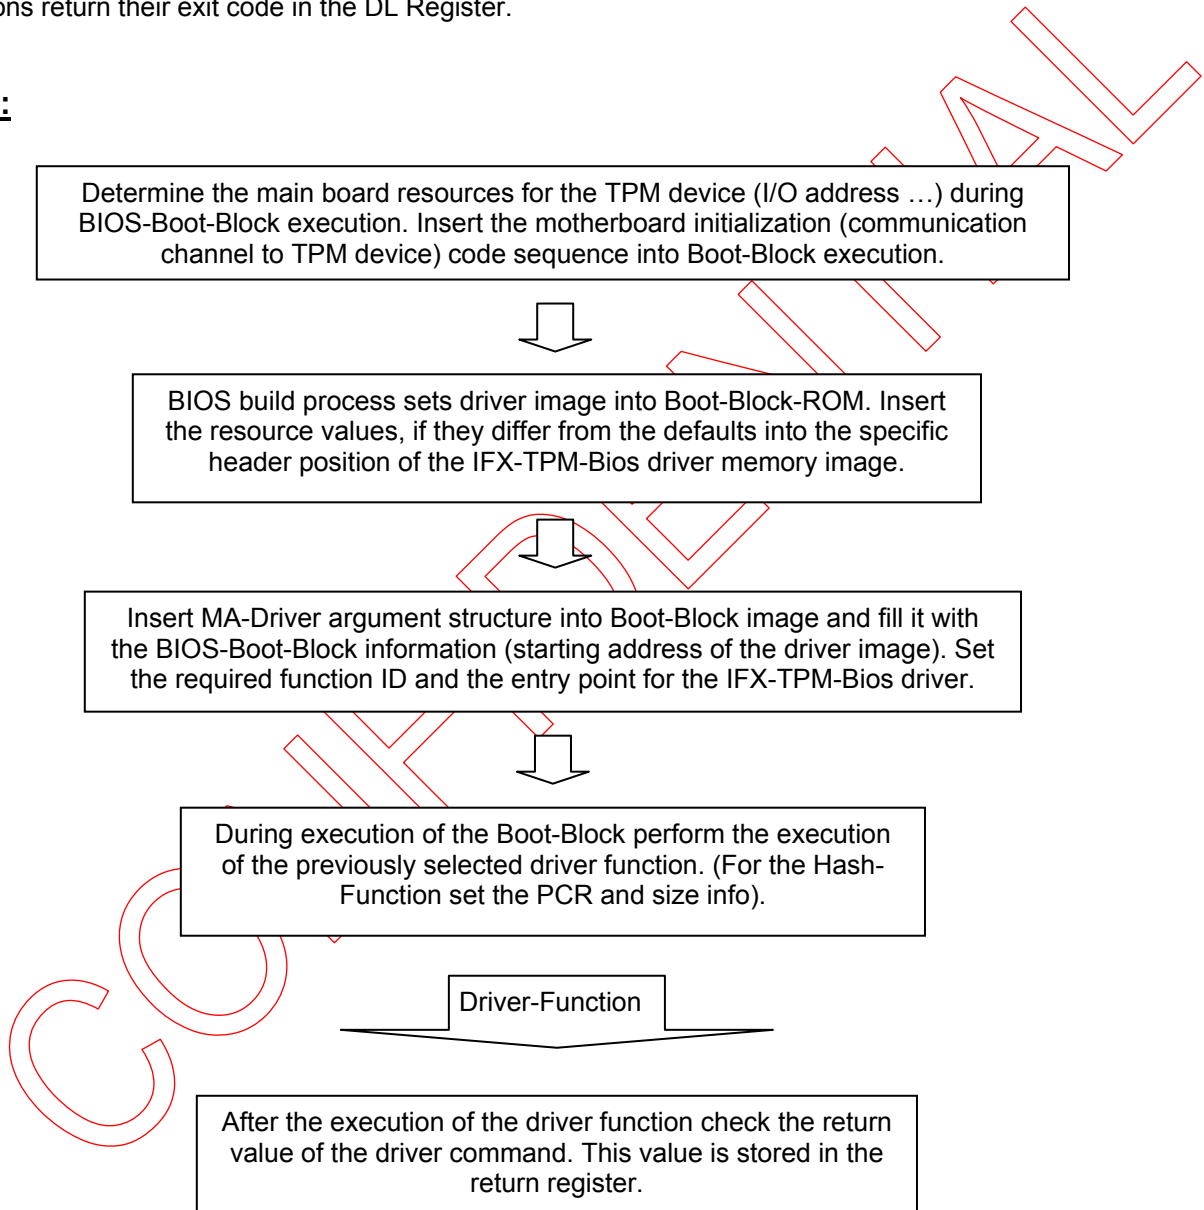 ons return their exit code in the DL Register.
:
Determine the main board resources for the TPM device (I/O address …) during
BIOS-Boot-Block execution. Insert the motherboard initialization (communication
channel to TPM device) code sequence into Boot-Block execution.
BIOS build process sets driver image into Boot-Block-ROM. Insert
the resource values, if they differ from the defaults into the specific
header position of the IFX-TPM-Bios driver memory image.
Insert MA-Driver argument structure into Boot-Block image and fill it with
the BIOS-Boot-Block information (starting address of the driver image). Set
the required function ID and the entry point for the IFX-TPM-Bios driver.
During execution of the Boot-Block perform the execution
of the previously selected driver function. (For the Hash-
Function set the PCR and size info).
Driver-Function
After the execution of the driver function check the return
value of the driver command. This value is stored in the
return register.
CONFIDENTIAL